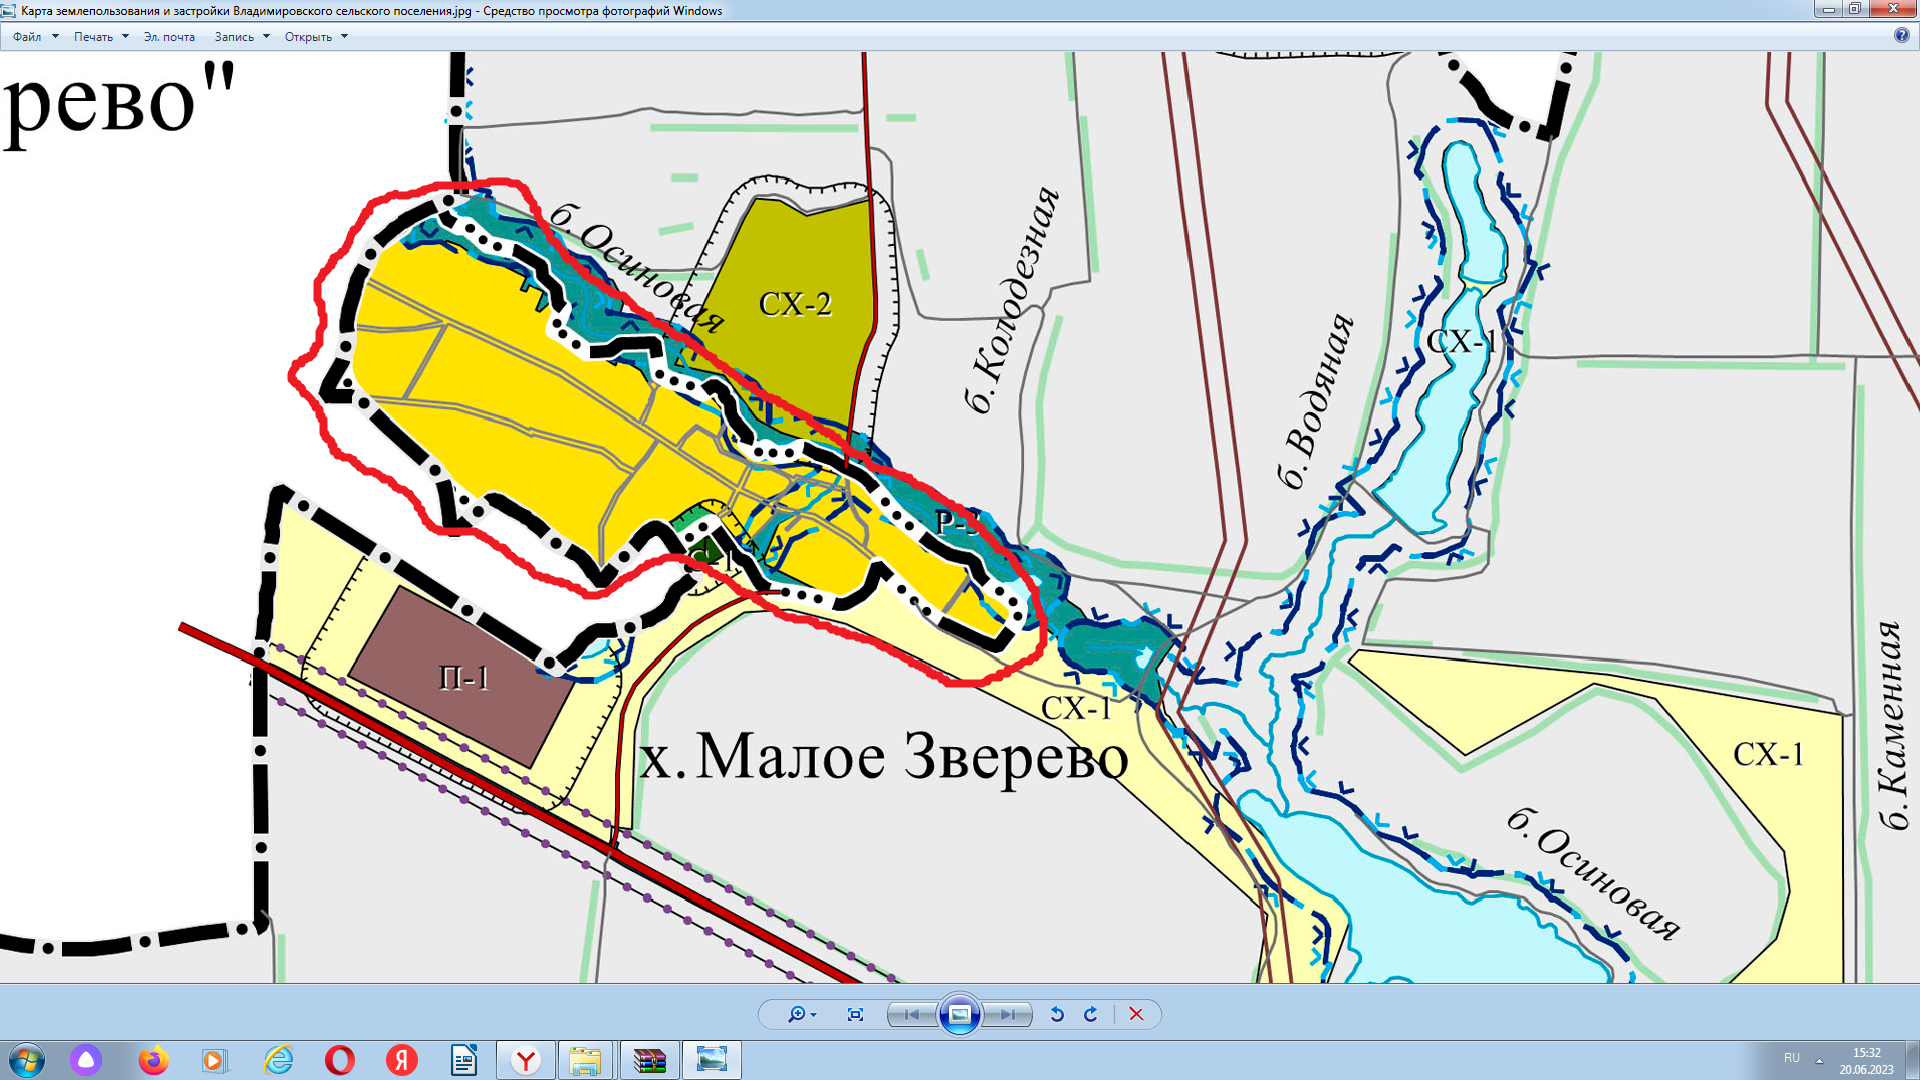 Карта землепользования и застройки Владимировского сельского поселения.jpg - Средство просмотра фотографий Windows
Файл Печать Эл. почта Запись Открыть
рево"
б. Осиновая
СХ-2
б. Колодезная
б. Водяная
СХ-1
Р-3
П-1
СХ-1
х. Малое Зверево
СХ-1
б. Каменная
б. Осиновая
RU
15:32
20.06.2023